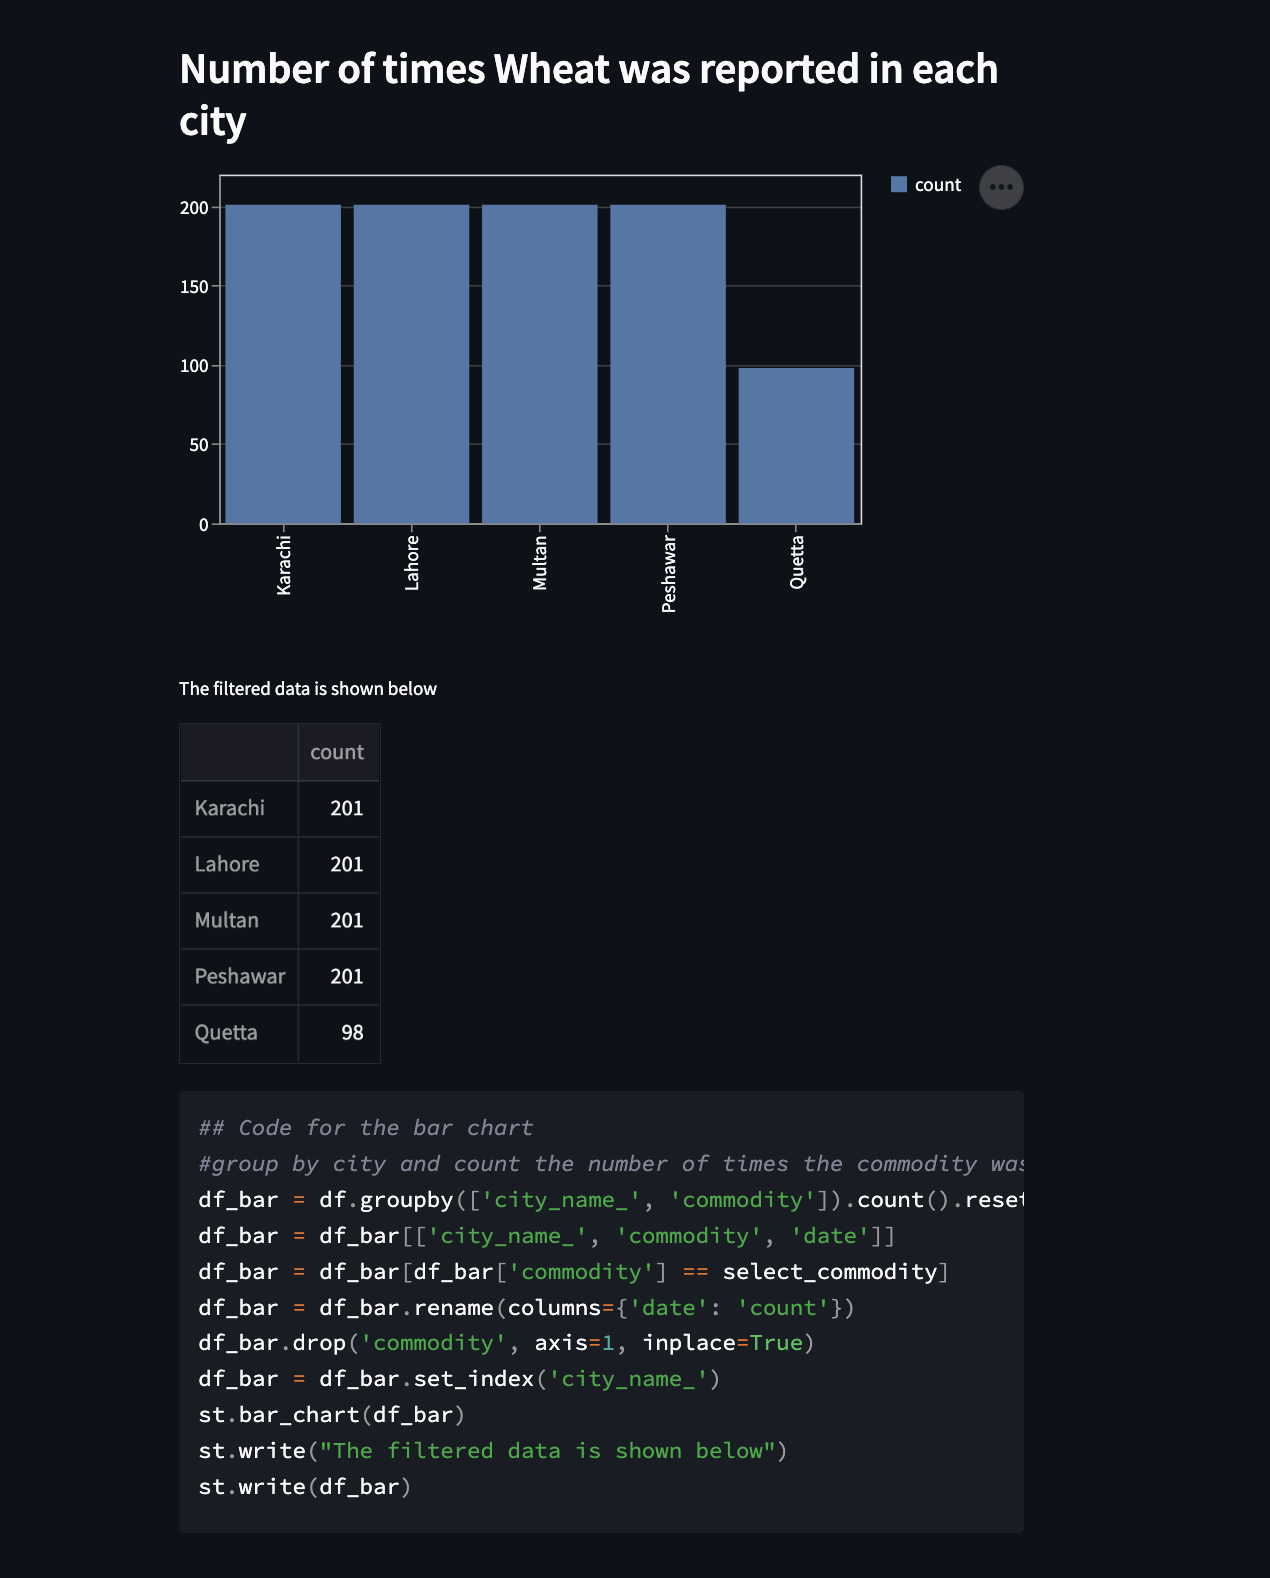 Number of times Wheat was reported in each
city
count
200
150
100
50
0
Karachi
Lahore
Multan
Peshawar
Quetta
The filtered data is shown below
count
Karachi 201
Lahore 201
Multan 201
Peshawar 201
Quetta 98
## Code for the bar chart
#group by city and count the number of times the commodity was
df_bar = df.groupby(['city_name_', 'commodity']).count().reset
df_bar = df_bar[['city_name_', 'commodity', 'date']]
df_bar = df_bar[df_bar['commodity'] == select_commodity]
df_bar = df_bar.rename(columns={'date': 'count'})
df_bar.drop('commodity', axis=1, inplace=True)
df_bar = df_bar.set_index('city_name_')
st.bar_chart(df_bar)
st.write("The filtered data is shown below")
st.write(df_bar)